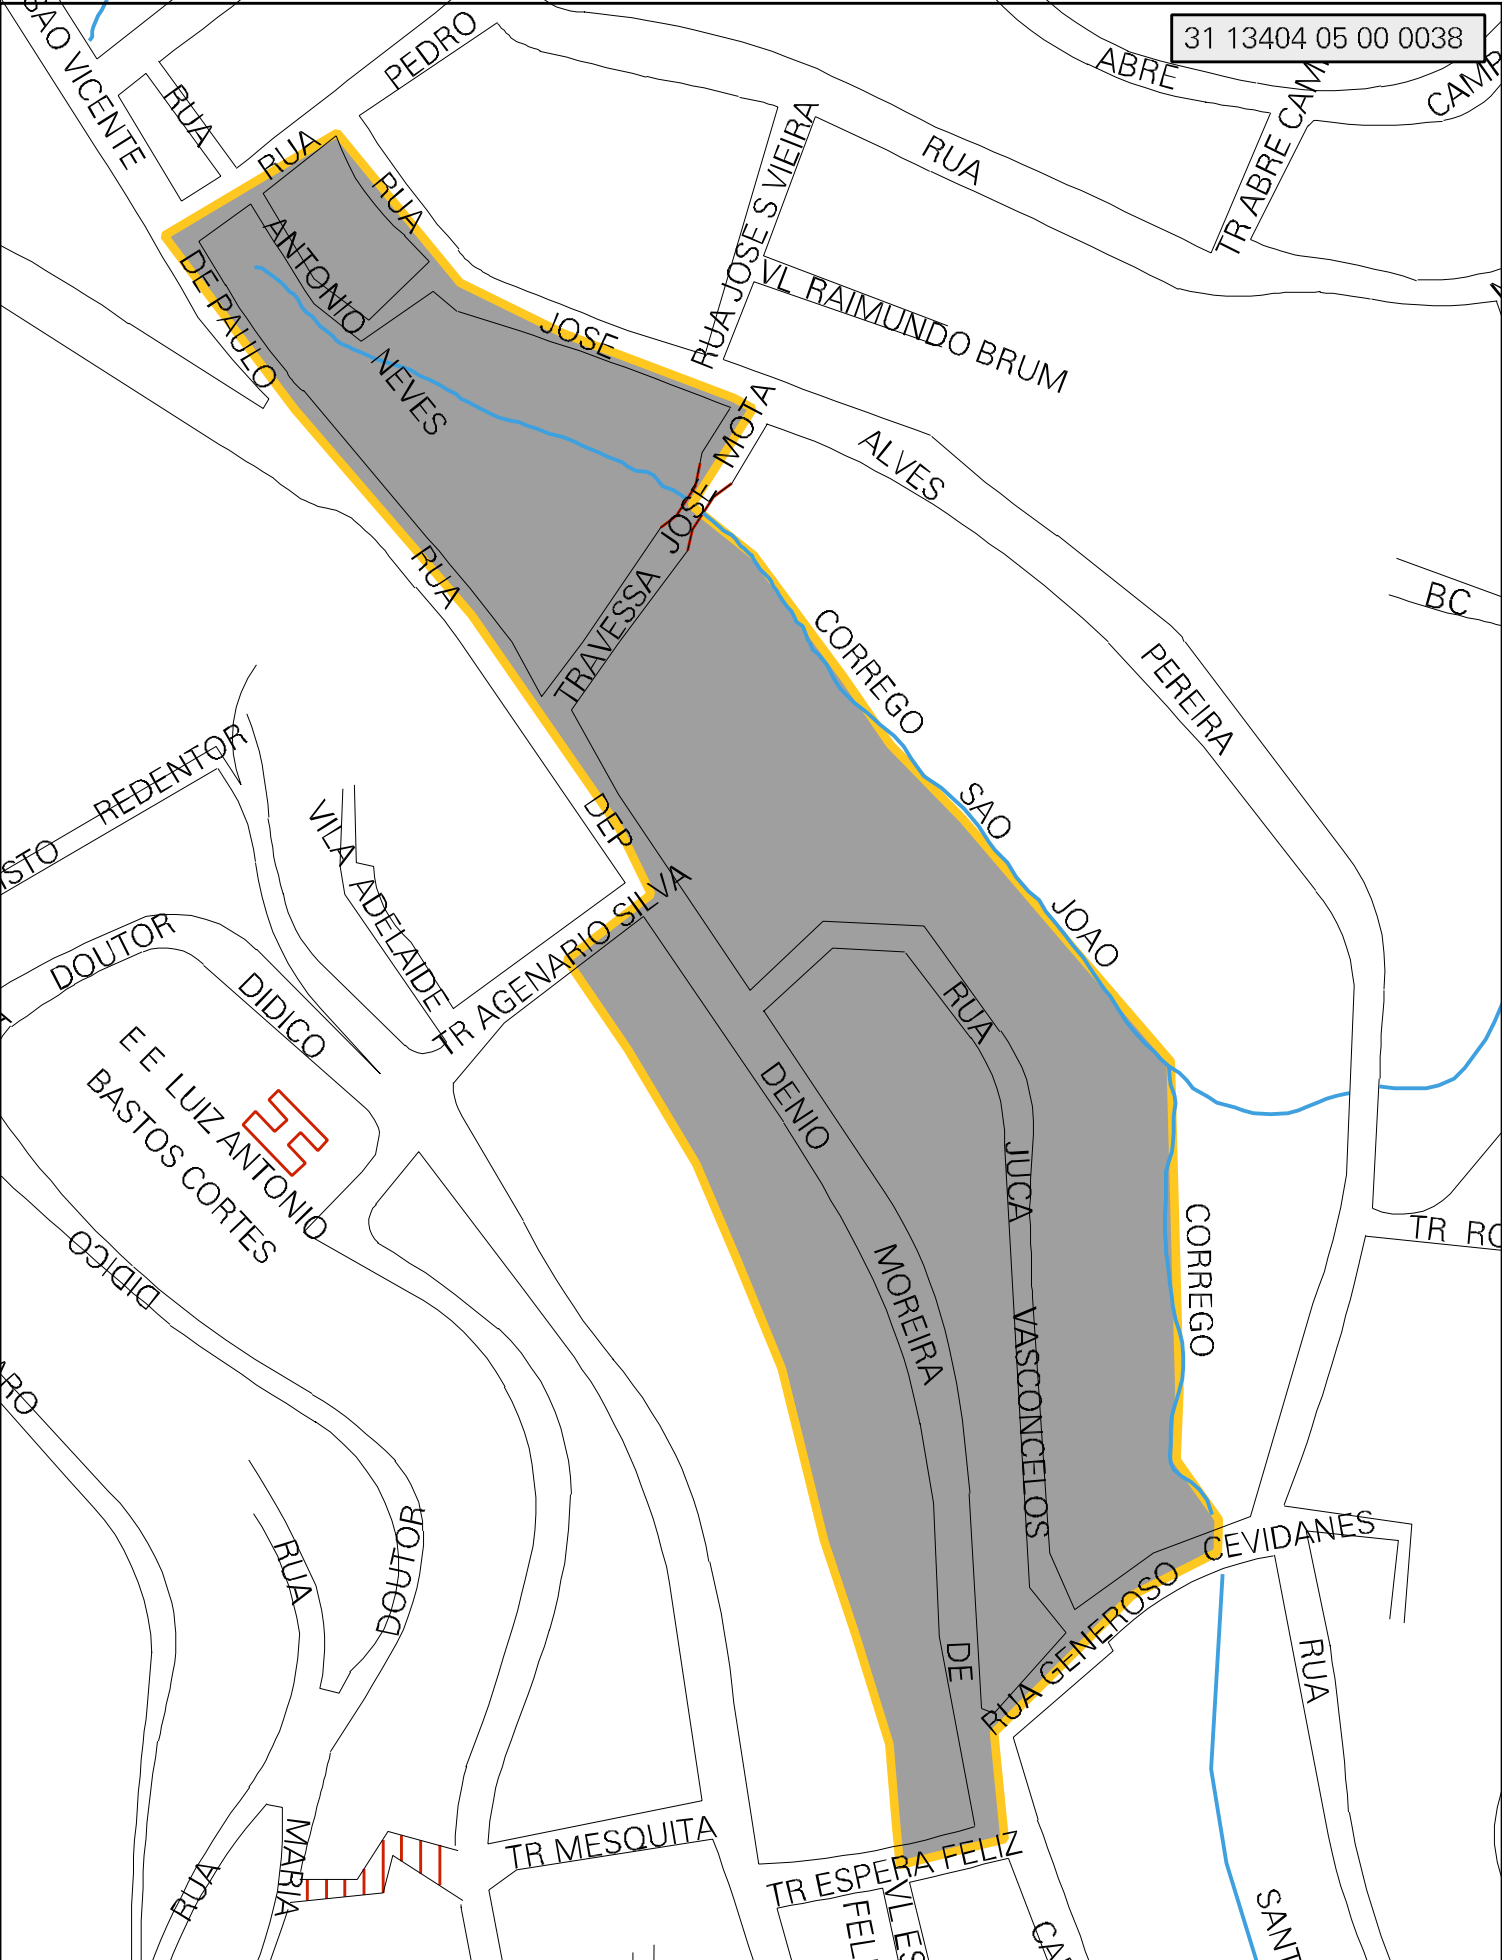 31 13404 05 00 0038
SAO VICENTE
RUA
PEDRO
ABRE
RUA
RUA
RUA
RUA JOSE S VIEIRA
TR ABRE CAM
CAMP
ANTONIO
DE PAULO
NEVES
JOSE
VL RAIMUNDO BRUM
MOTA
ALVES
JOSE
TRAVESSA
RUA
CORREGO
BC
PEREIRA
REDENTOR
ISTO
VILA ADELAIDE
DEP
SAO
TR AGENARIO SILVA
JOAO
DOUTOR
DIDICO
RUA
E E LUIZ ANTONIO
BASTOS CORTES
DENIO
JUCA
CORREGO
TR RO
DIDICO
MOREIRA
VASCONCELOS
ARO
DOUTOR
RUA
CEVIDANES
RUA GENEROSO
DE
RUA
TR MESQUITA
MARIA
RUA
TR ESPERA FELIZ
FELI
VL ES
CA
SANT